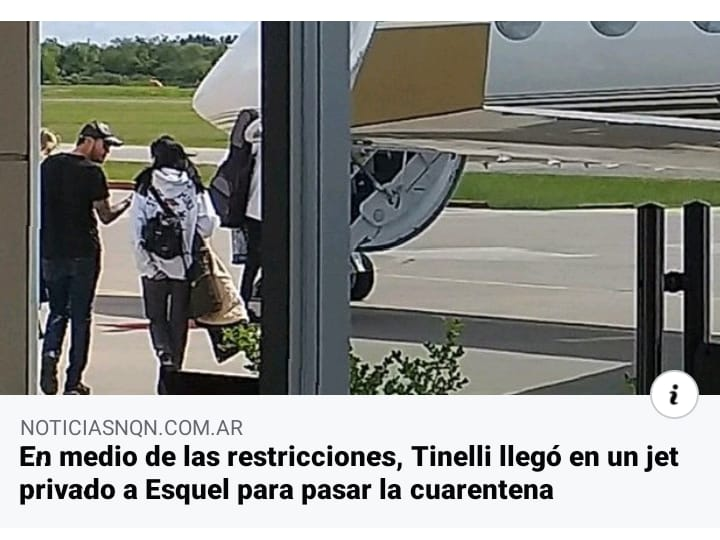 NOTICIASNQN.COM.AR
En medio de las restricciones, Tinelli llegó en un jet
privado a Esquel para pasar la cuarentena